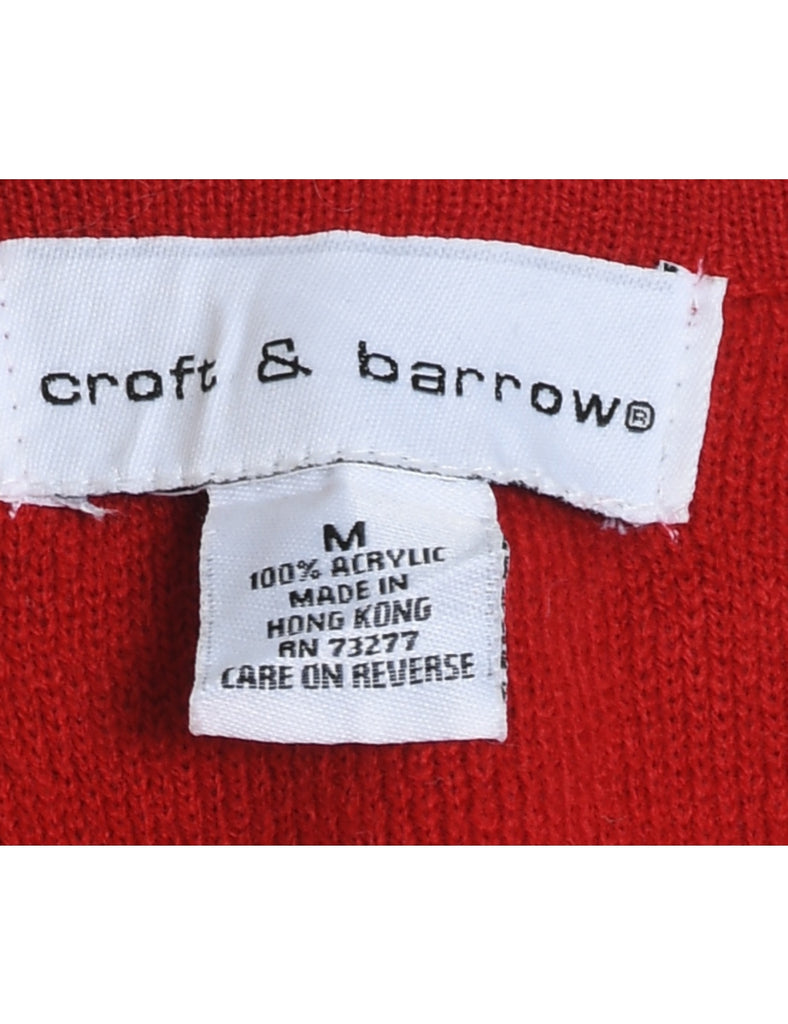 croft & barrow®
M
100% ACRYLIC
MADE IN
HONG KONG
RN 73277
CARE ON REVERSE